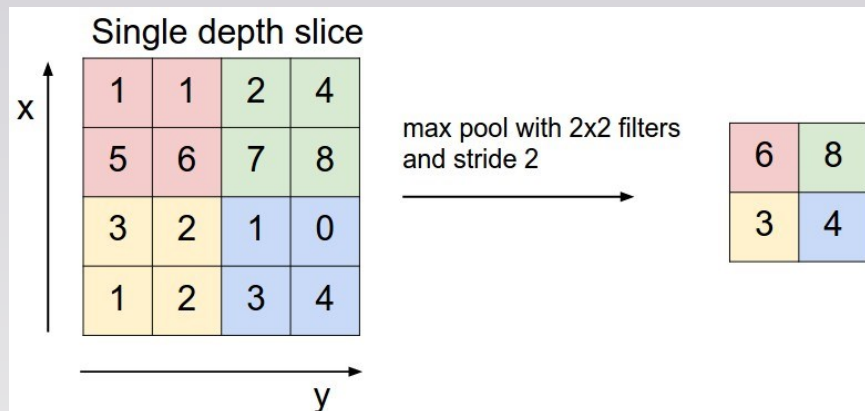 Single depth slice
x
1 1 2 4
5 6 7 8
3 2 1 0
1 2 3 4
y
max pool with 2x2 filters
and stride 2
6 8
3 4